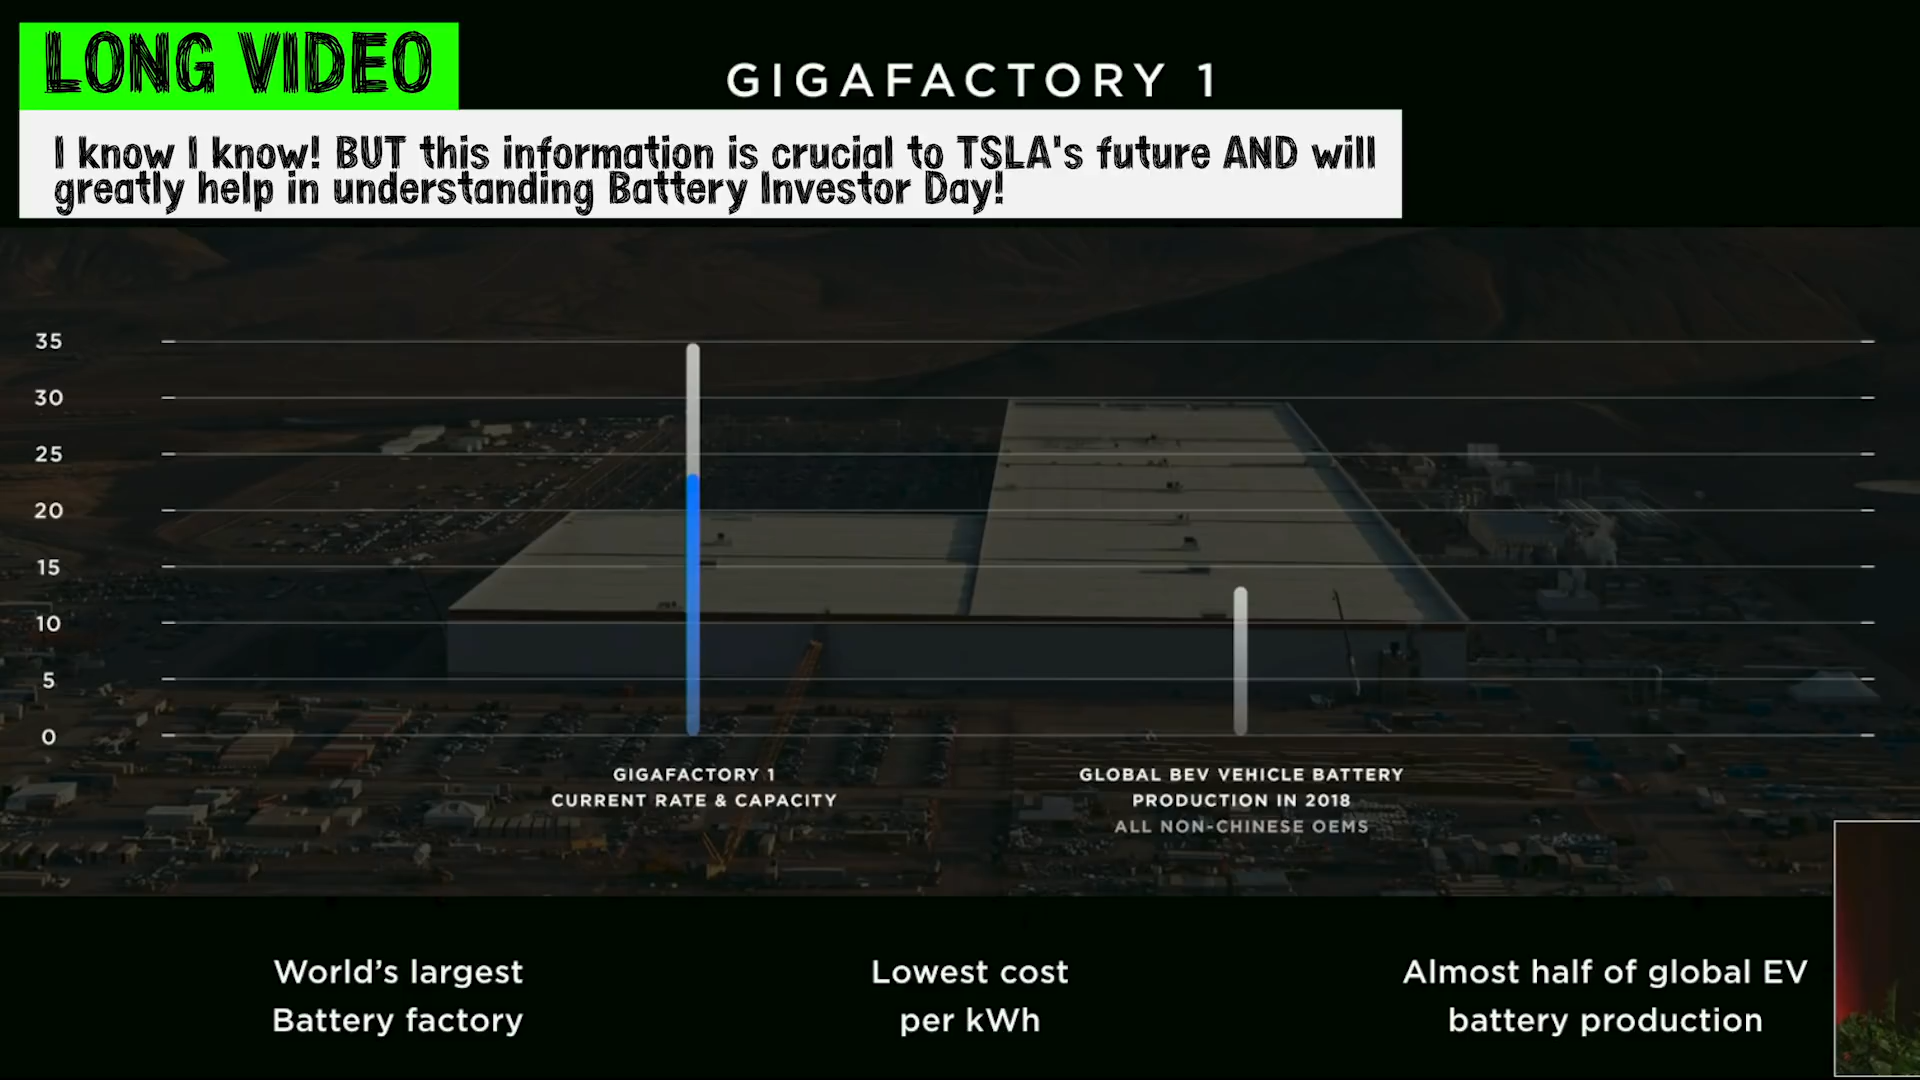 LONG VIDEO
GIGAFACTORY 1
I know I know! BUT this information is crucial to TSLA's future AND will
greatly help in understanding Battery Investor Day!
35
30
25
20
15
10
5
0
GIGAFACTORY 1
CURRENT RATE & CAPACITY
GLOBAL BEV VEHICLE BATTERY
PRODUCTION IN 2018
ALL NON-CHINESE OEMS
World's largest
Battery factory
Lowest cost
per kWh
Almost half of global EV
battery production